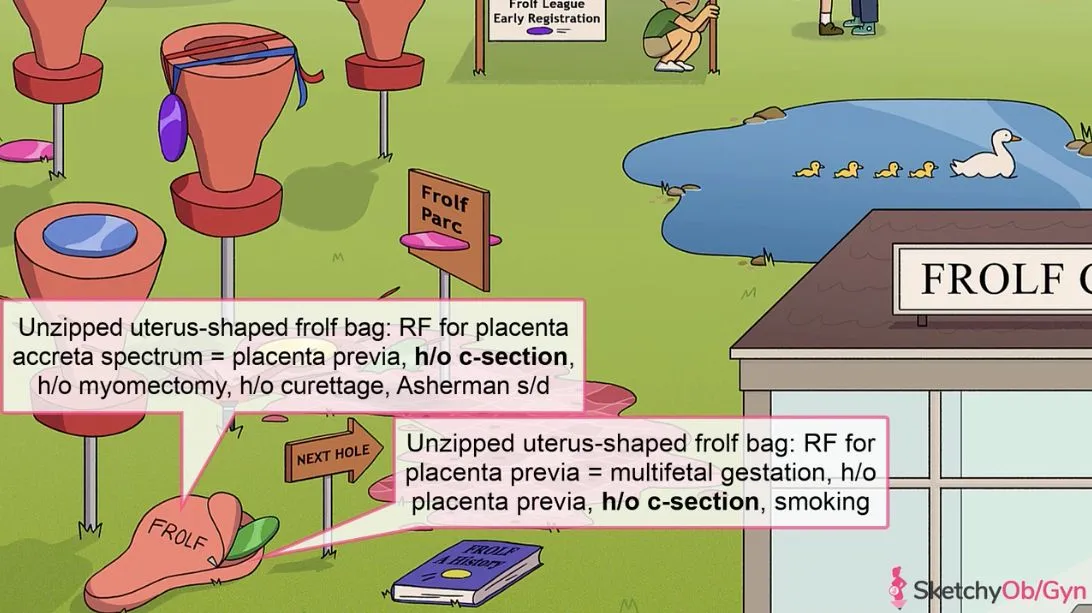 Frolf League
Early Registration
Frolf
Parc
FROLF
Unzipped uterus-shaped frolf bag: RF for placenta
accreta spectrum = placenta previa, h/o c-section,
h/o myomectomy, h/o curettage, Asherman s/d
NEXT HOLE
Unzipped uterus-shaped frolf bag: RF for
placenta previa = multifetal gestation, h/o
placenta previa, h/o c-section, smoking
FROLF
FROLF
A History
SketchyOb/Gyn